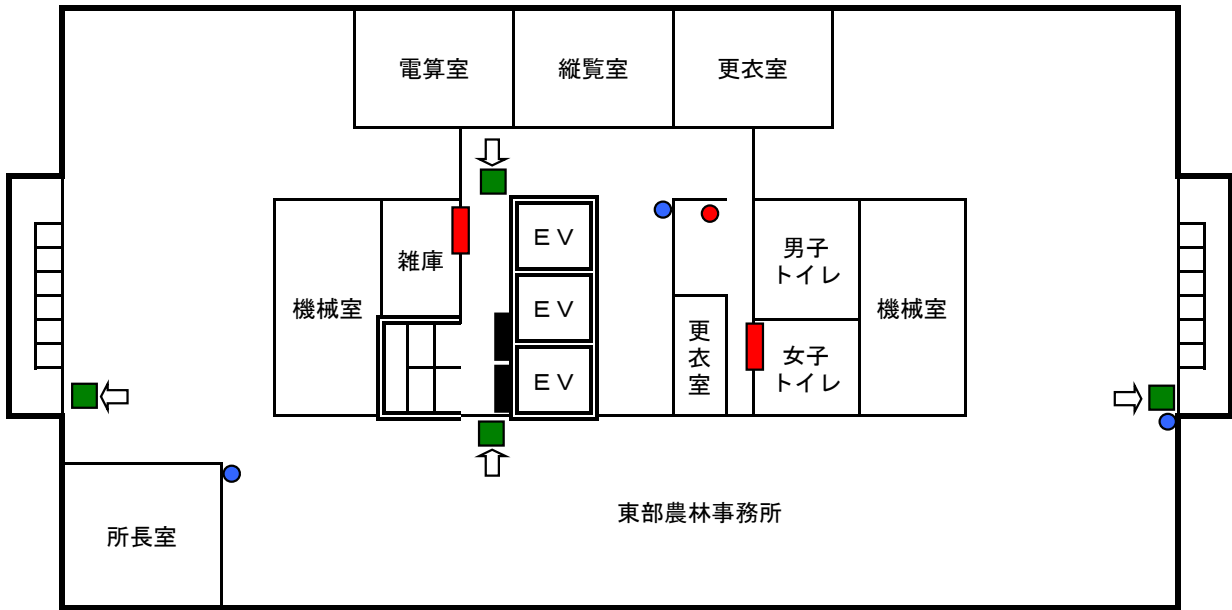 電算室
縦覧室
更衣室
ＥＶ
雑庫
男子
トイレ
機械室
ＥＶ
機械室
更
衣
室
女子
トイレ
ＥＶ
東部農林事務所
所長室